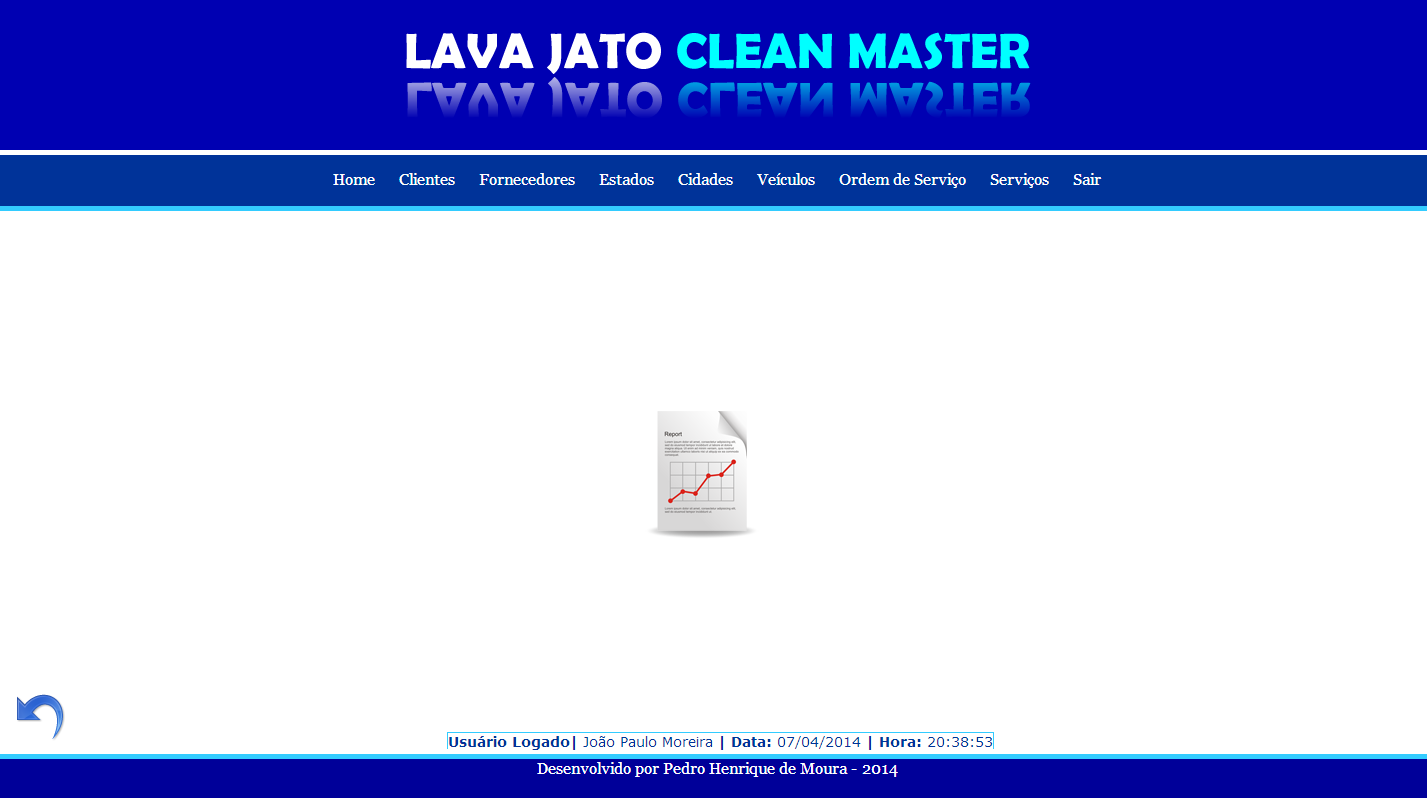 LAVA JATO CLEAN MASTER
Home Clientes Fornecedores Estados Cidades Veículos Ordem de Serviço Serviços Sair
Report
Usuário Logado| João Paulo Moreira | Data: 07/04/2014 | Hora: 20:38:53
Desenvolvido por Pedro Henrique de Moura - 2014